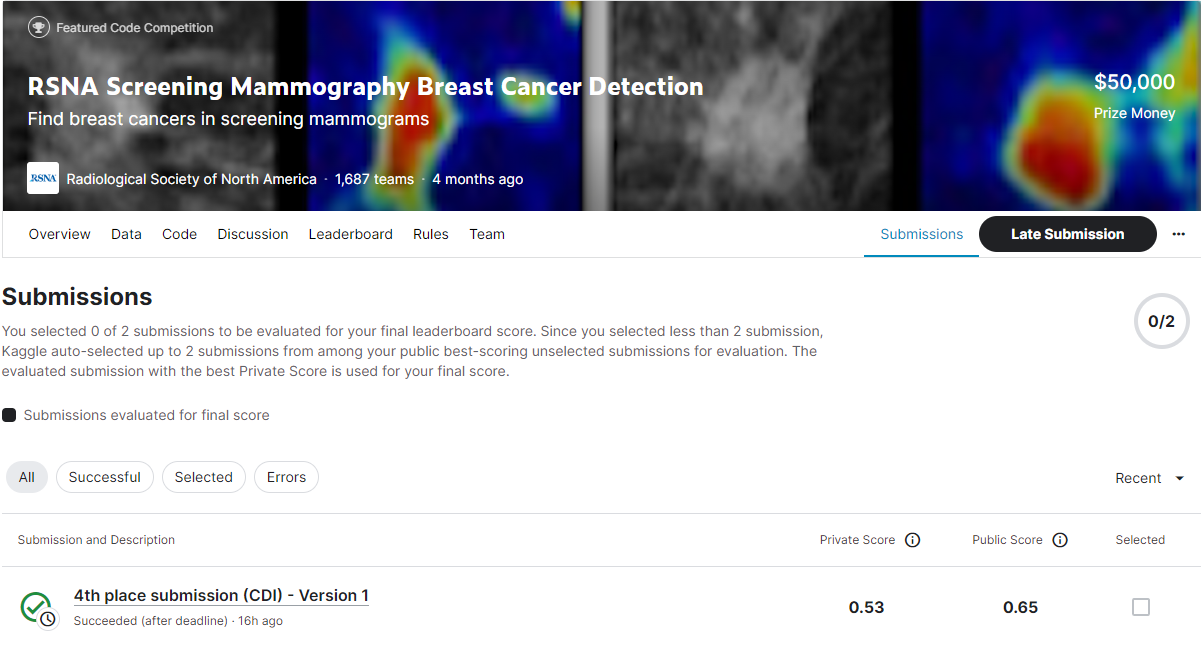 Featured Code Competition
RSNA Screening Mammography Breast Cancer Detection
$50,000
Find breast cancers in screening mammograms
Prize Money
RSNA
Radiological Society of North America · 1,687 teams · 4 months ago
Overview Data Code Discussion Leaderboard Rules Team Submissions Late Submission ...
Submissions
You selected 0 of 2 submissions to be evaluated for your final leaderboard score. Since you selected less than 2 submission,
Kaggle auto-selected up to 2 submissions from among your public best-scoring unselected submissions for evaluation. The
evaluated submission with the best Private Score is used for your final score.
0/2
Submissions evaluated for final score
All Successful Selected Errors Recent
Submission and Description Private Score Public Score Selected
4th place submission (CDI) - Version 1 0.53 0.65
Succeeded (after deadline) · 16h ago